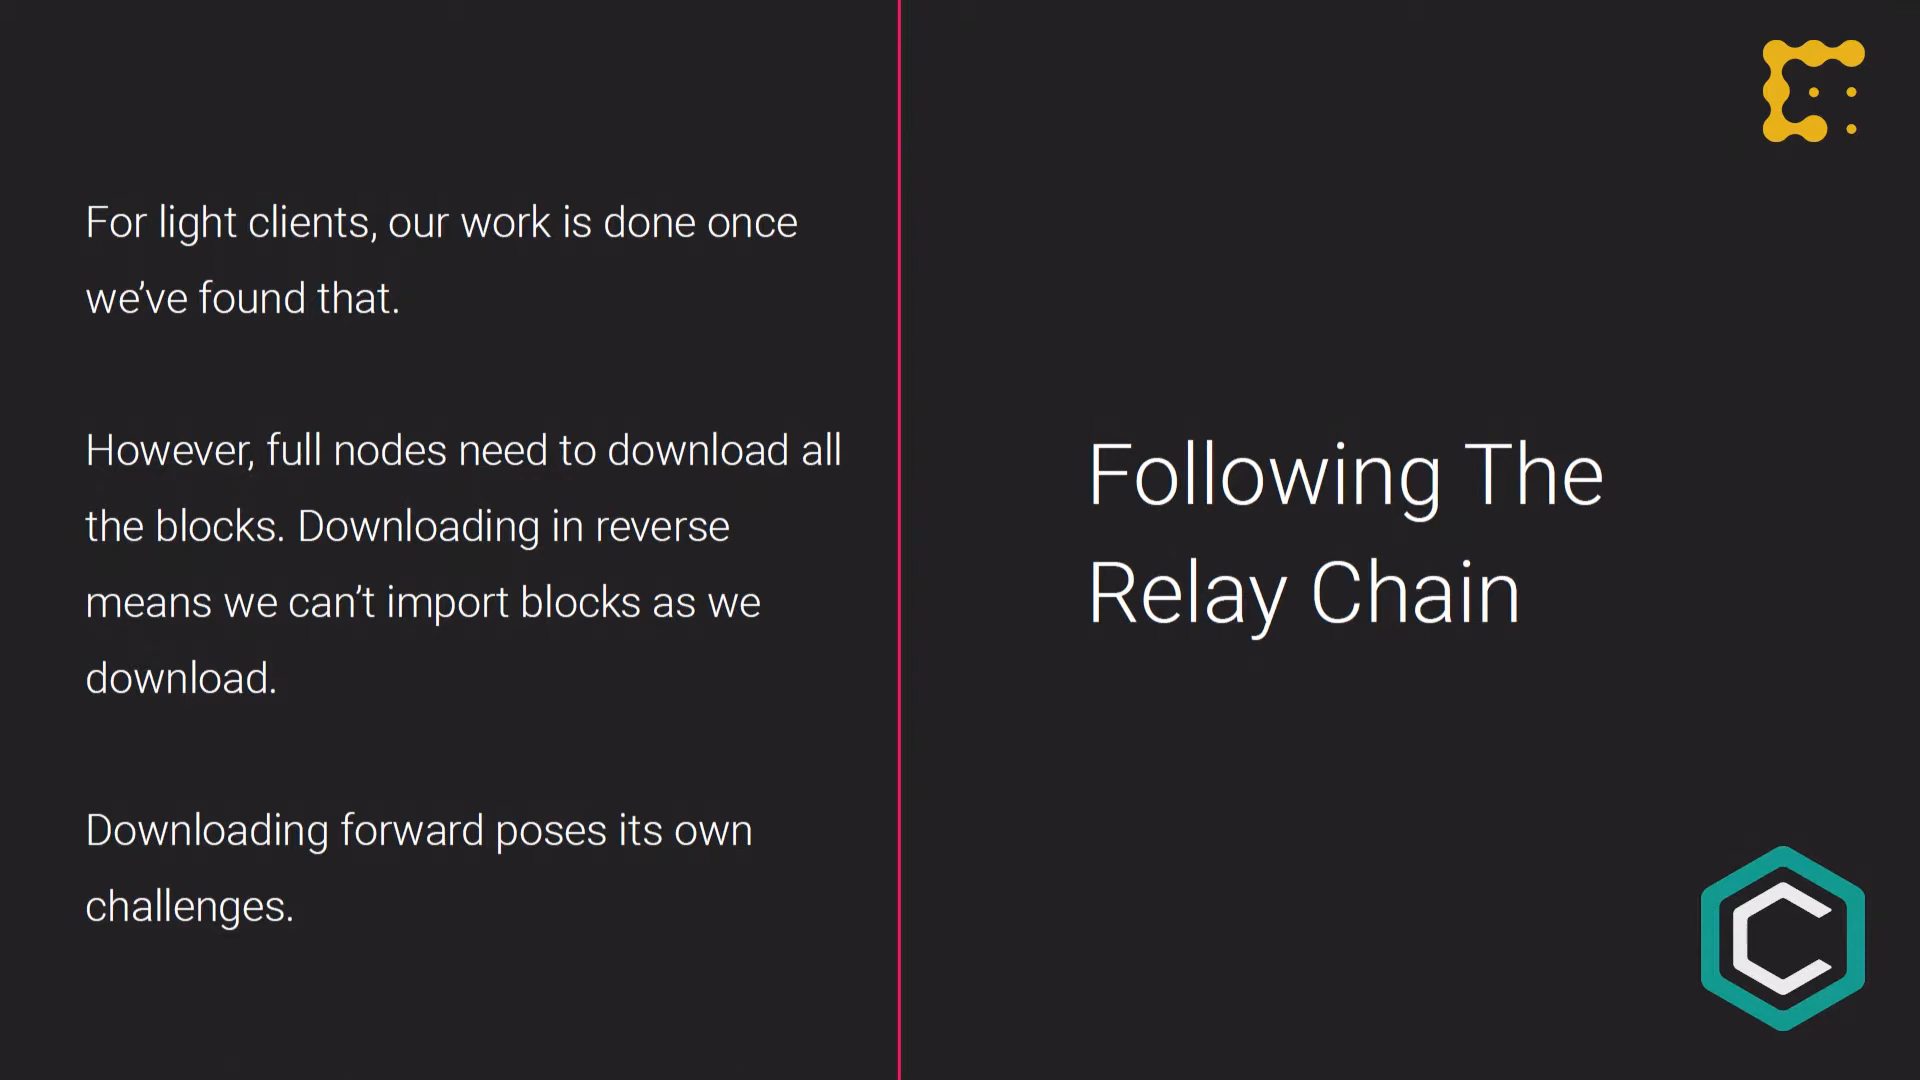 For light clients, our work is done once
we’ve found that.
However, full nodes need to download all
the blocks. Downloading in reverse
means we can’t import blocks as we
download.
Downloading forward poses its own
challenges.
Following The
Relay Chain